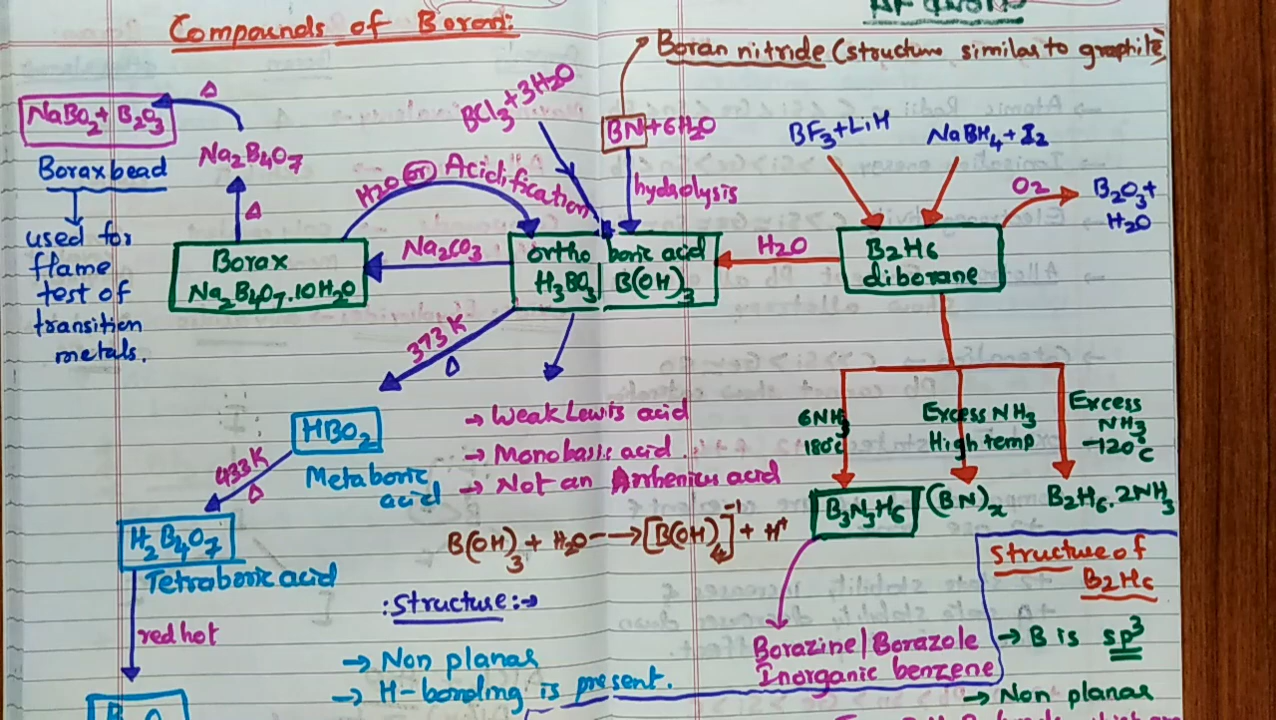 Compounds of Boron:
Boran nitride (structure similar to graphite)
NaBO2 + B2O3
Δ
BCl3 + 3H2O
BN + 6H2O
BF3 + LiH
NaBH4 + I2
Borax bead
Na2B4O7
H2O (or) Acidification
hydrolysis
O2
B2O3 +
H2O
used for
flame
test of
transition
metals.
Δ
Borax
Na2B4O7.10H2O
Na2CO3
ortho boric acid
H3BO3 B(OH)3
H2O
B2H6
diborane
373 K
Δ
HBO2
Metaboric
acid
→ Weak Lewis acid
→ Monobasic acid.
→ Not an Arrhenius acid
6NH3
180°c
Excess NH3
High temp
Excess
NH3
-120°c
433 K
Δ
B3N3H6
(BN)x
B2H6.2NH3
H2B4O7
Tetraboric acid
B(OH)3 + H2O → [B(OH)4]-1 + H+
:Structure:→
red hot
→ Non planar
→ H-bonding is present.
Borazine/Borazole
Inorganic benzene
Structure of
B2H6
→ B is sp3
→ Non planar